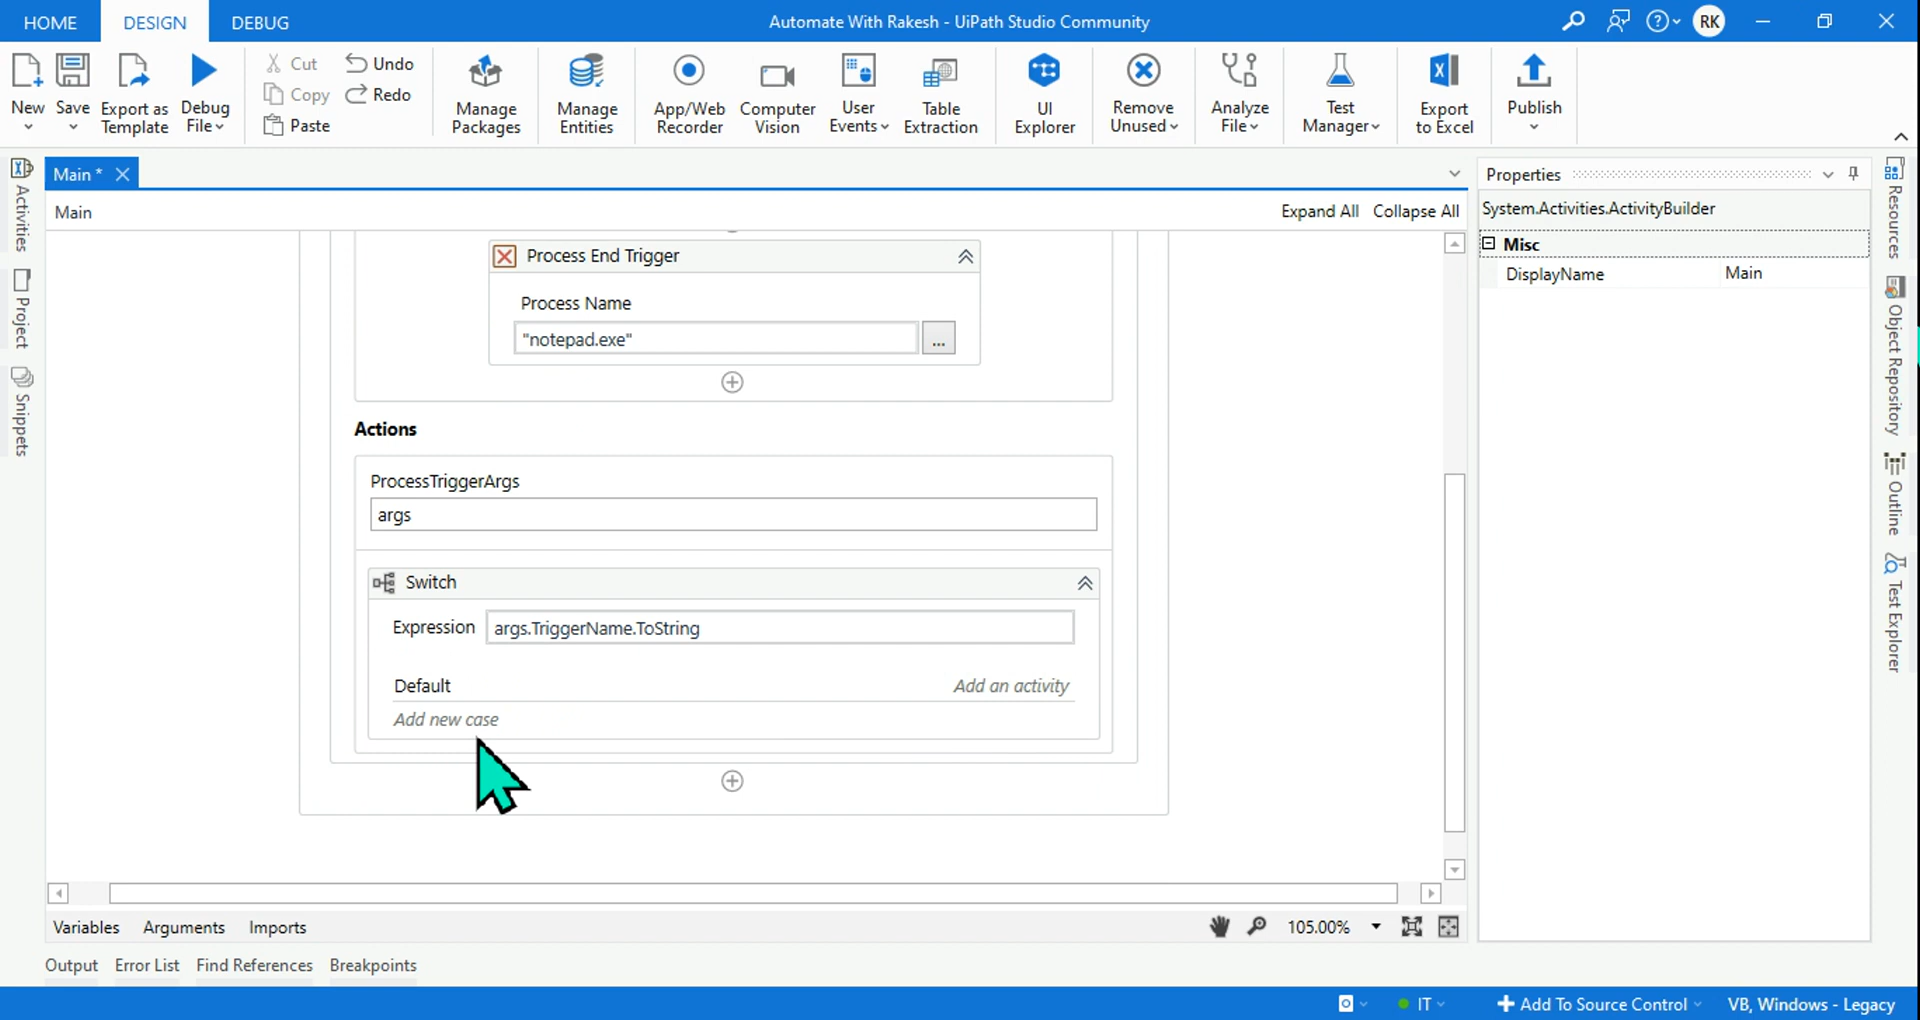 HOME DESIGN DEBUG Automate With Rakesh - UiPath Studio Community RK
New Save Export as Template Debug File
Cut Copy Paste Undo Redo
Manage Packages Manage Entities App/Web Recorder Computer Vision User Events Table Extraction UI Explorer Remove Unused Analyze File Test Manager Export to Excel Publish
Activities
Project
Snippets
Main *
Main Expand All Collapse All
Process End Trigger
Process Name
"notepad.exe" ...
Actions
ProcessTriggerArgs
args
Switch
Expression args.TriggerName.ToString
Default Add an activity
Add new case
Properties
System.Activities.ActivityBuilder
Misc
DisplayName Main
Resources
Object Repository
Outline
Test Explorer
Variables Arguments Imports 105.00%
Output Error List Find References Breakpoints
IT Add To Source Control VB, Windows - Legacy